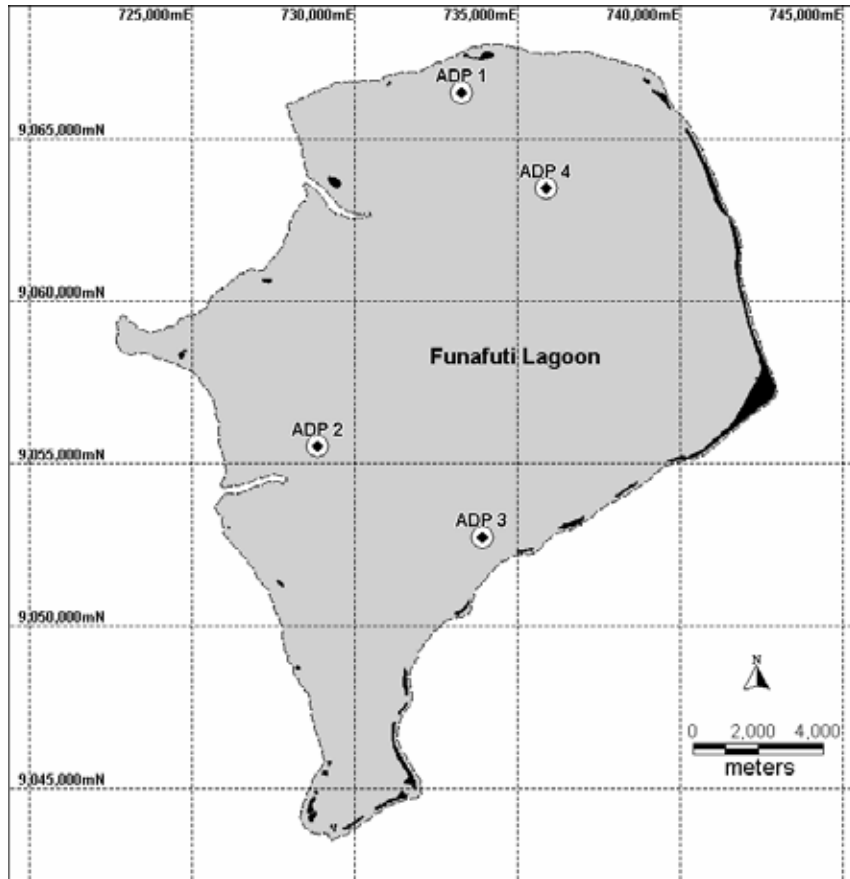 725,000mE 730,000mE 735,000mE 740,000mE 745,000mE
ADP 1
9,065,000mN
ADP 4
9,060,000mN
Funafuti Lagoon
ADP 2
9,055,000mN
ADP 3
9,050,000mN
N
0 2,000 4,000
meters
9,045,000mN